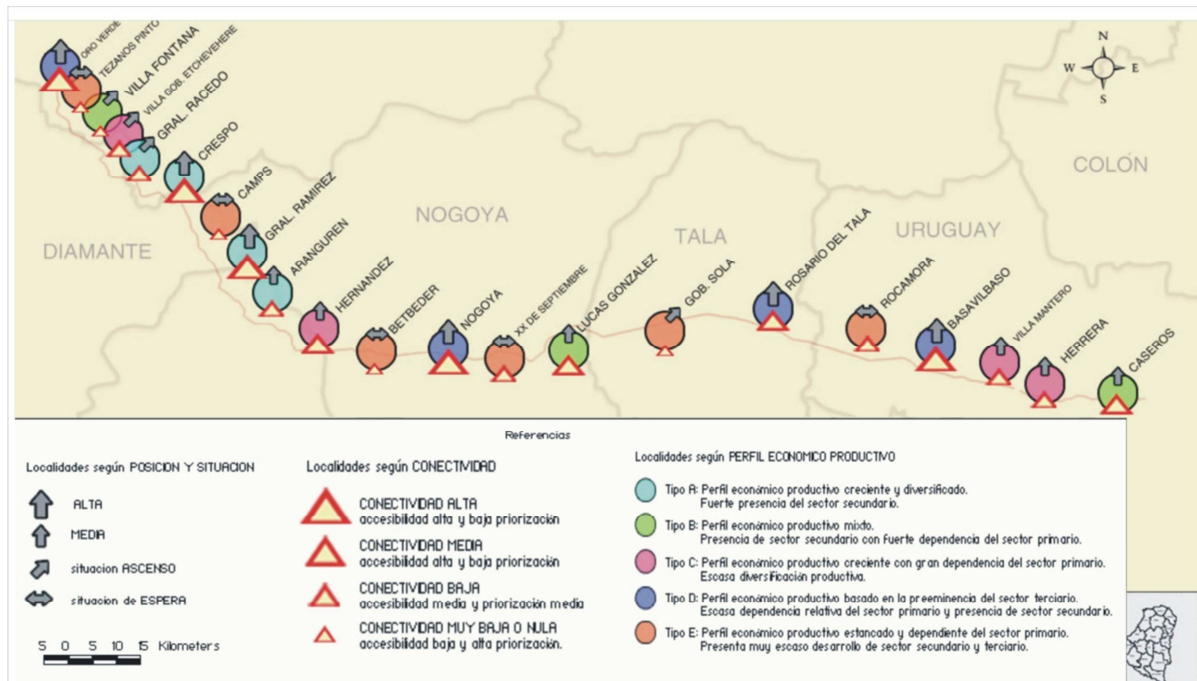 ORO VERDE
TEZANOS PINTO
VILLA FONTANA
VILLA GOB. ETCHEVEHERE
GRAL. RACEDO
CRESPO
CAMPS
GRAL. RAMIREZ
ARANGUREN
HERNANDEZ
BETBEDER
NOGOYA
XX DE SEPTIEMBRE
LUCAS GONZALEZ
GOB. SOLA
ROSARIO DEL TALA
ROCAMORA
BASAVILBASO
VILLA MANTERO
HERRERA
CASEROS
N
W E
S
DIAMANTE
NOGOYA
TALA
URUGUAY
COLÓN
Referencias
Localidades según POSICION Y SITUACION
ALTA
MEDIA
situacion ASCENSO
situacion de ESPERA
5 0 5 10 15 Kilometers
Localidades según CONECTIVIDAD
CONECTIVIDAD ALTA
accesibilidad alta y baja priorización
CONECTIVIDAD MEDIA
accesibilidad alta y baja priorización
CONECTIVIDAD BAJA
accesibilidad media y priorización media
CONECTIVIDAD MUY BAJA O NULA
accesibilidad baja y alta priorización.
Localidades según PERFIL ECONOMICO PRODUCTIVO
Tipo A: Perfil económico productivo creciente y diversificado.
Fuerte presencia del sector secundario.
Tipo B: Perfil económico productivo mixto.
Presencia de sector secundario con fuerte dependencia del sector primario.
Tipo C: Perfil económico productivo creciente con gran dependencia del sector primario.
Escasa diversificación productiva.
Tipo D: Perfil económico productivo basado en la preeminencia del sector terciario.
Escasa dependencia relativa del sector primario y presencia de sector secundario.
Tipo E: Perfil económico productivo estancado y dependiente del sector primario.
Presenta muy escaso desarrollo de sector secundario y terciario.